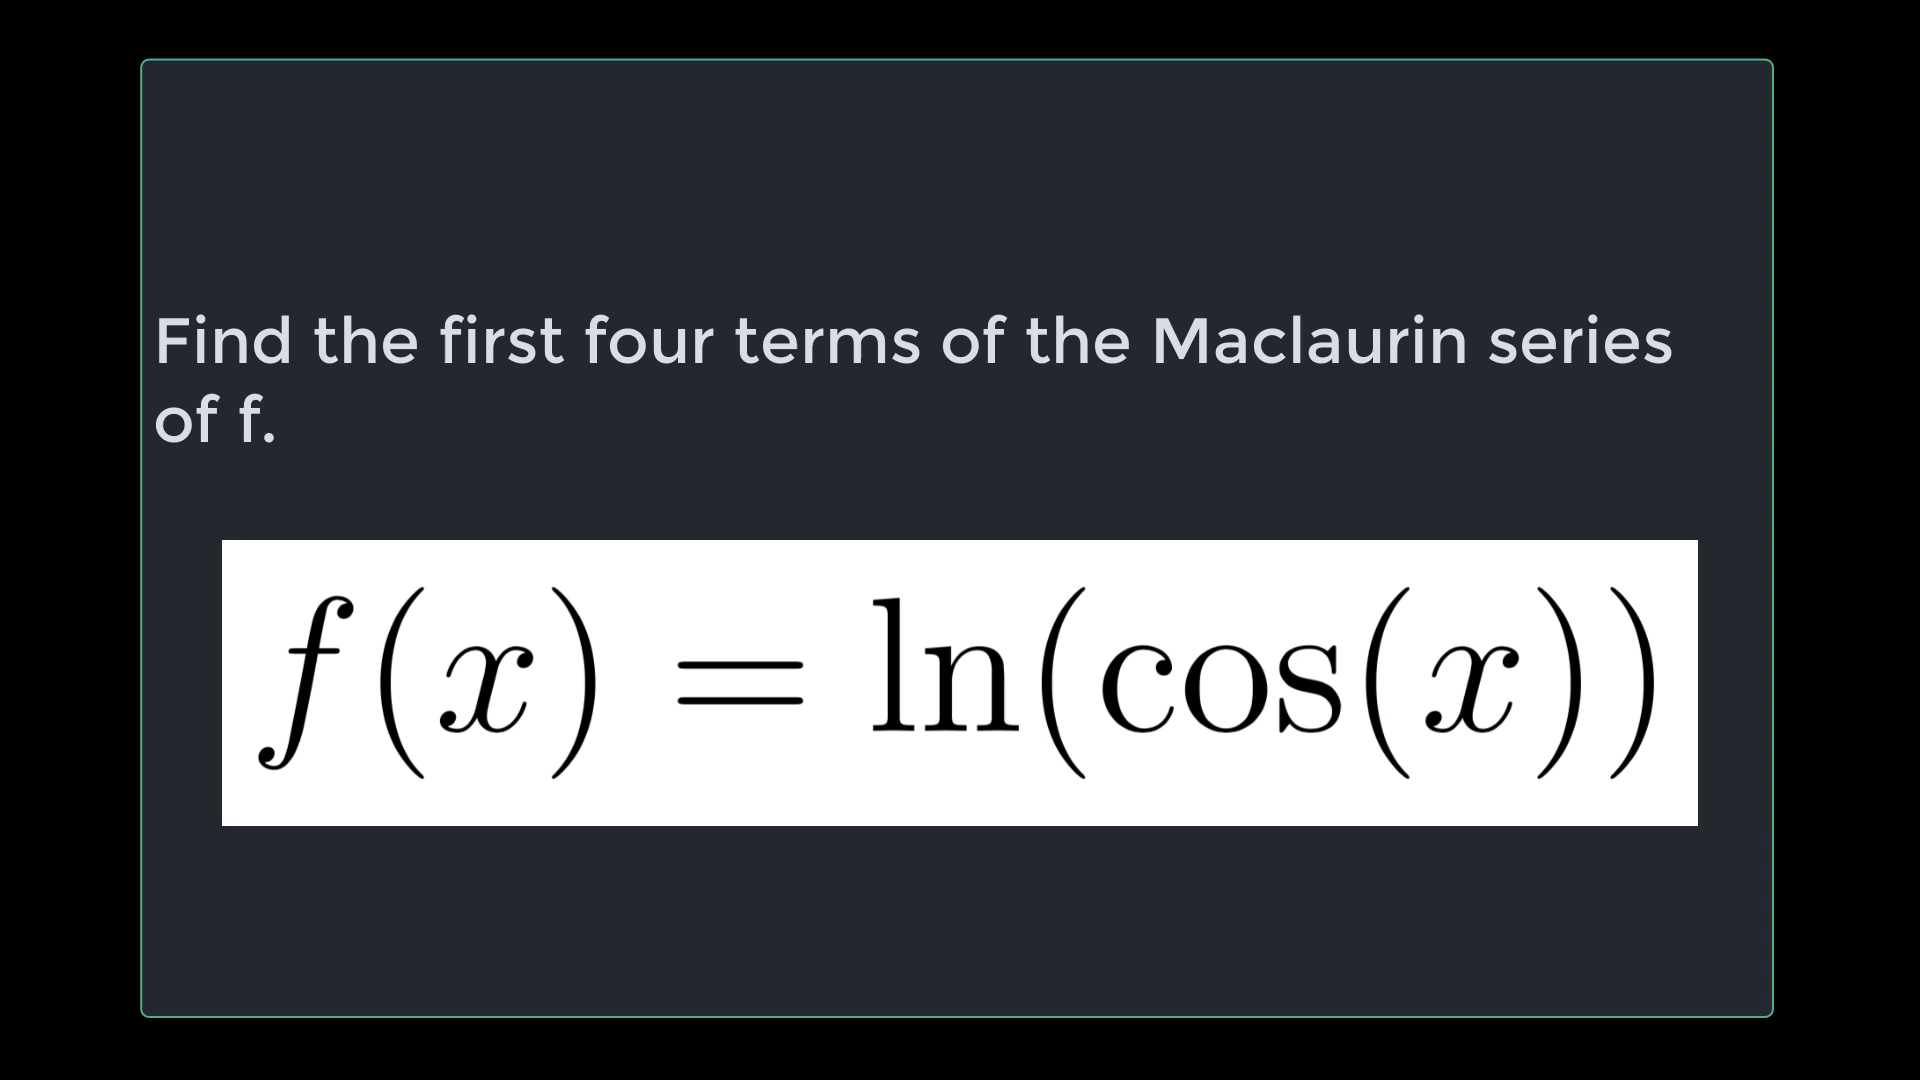 Find the first four terms of the Maclaurin series
of f.
f(x) = ln(cos(x))